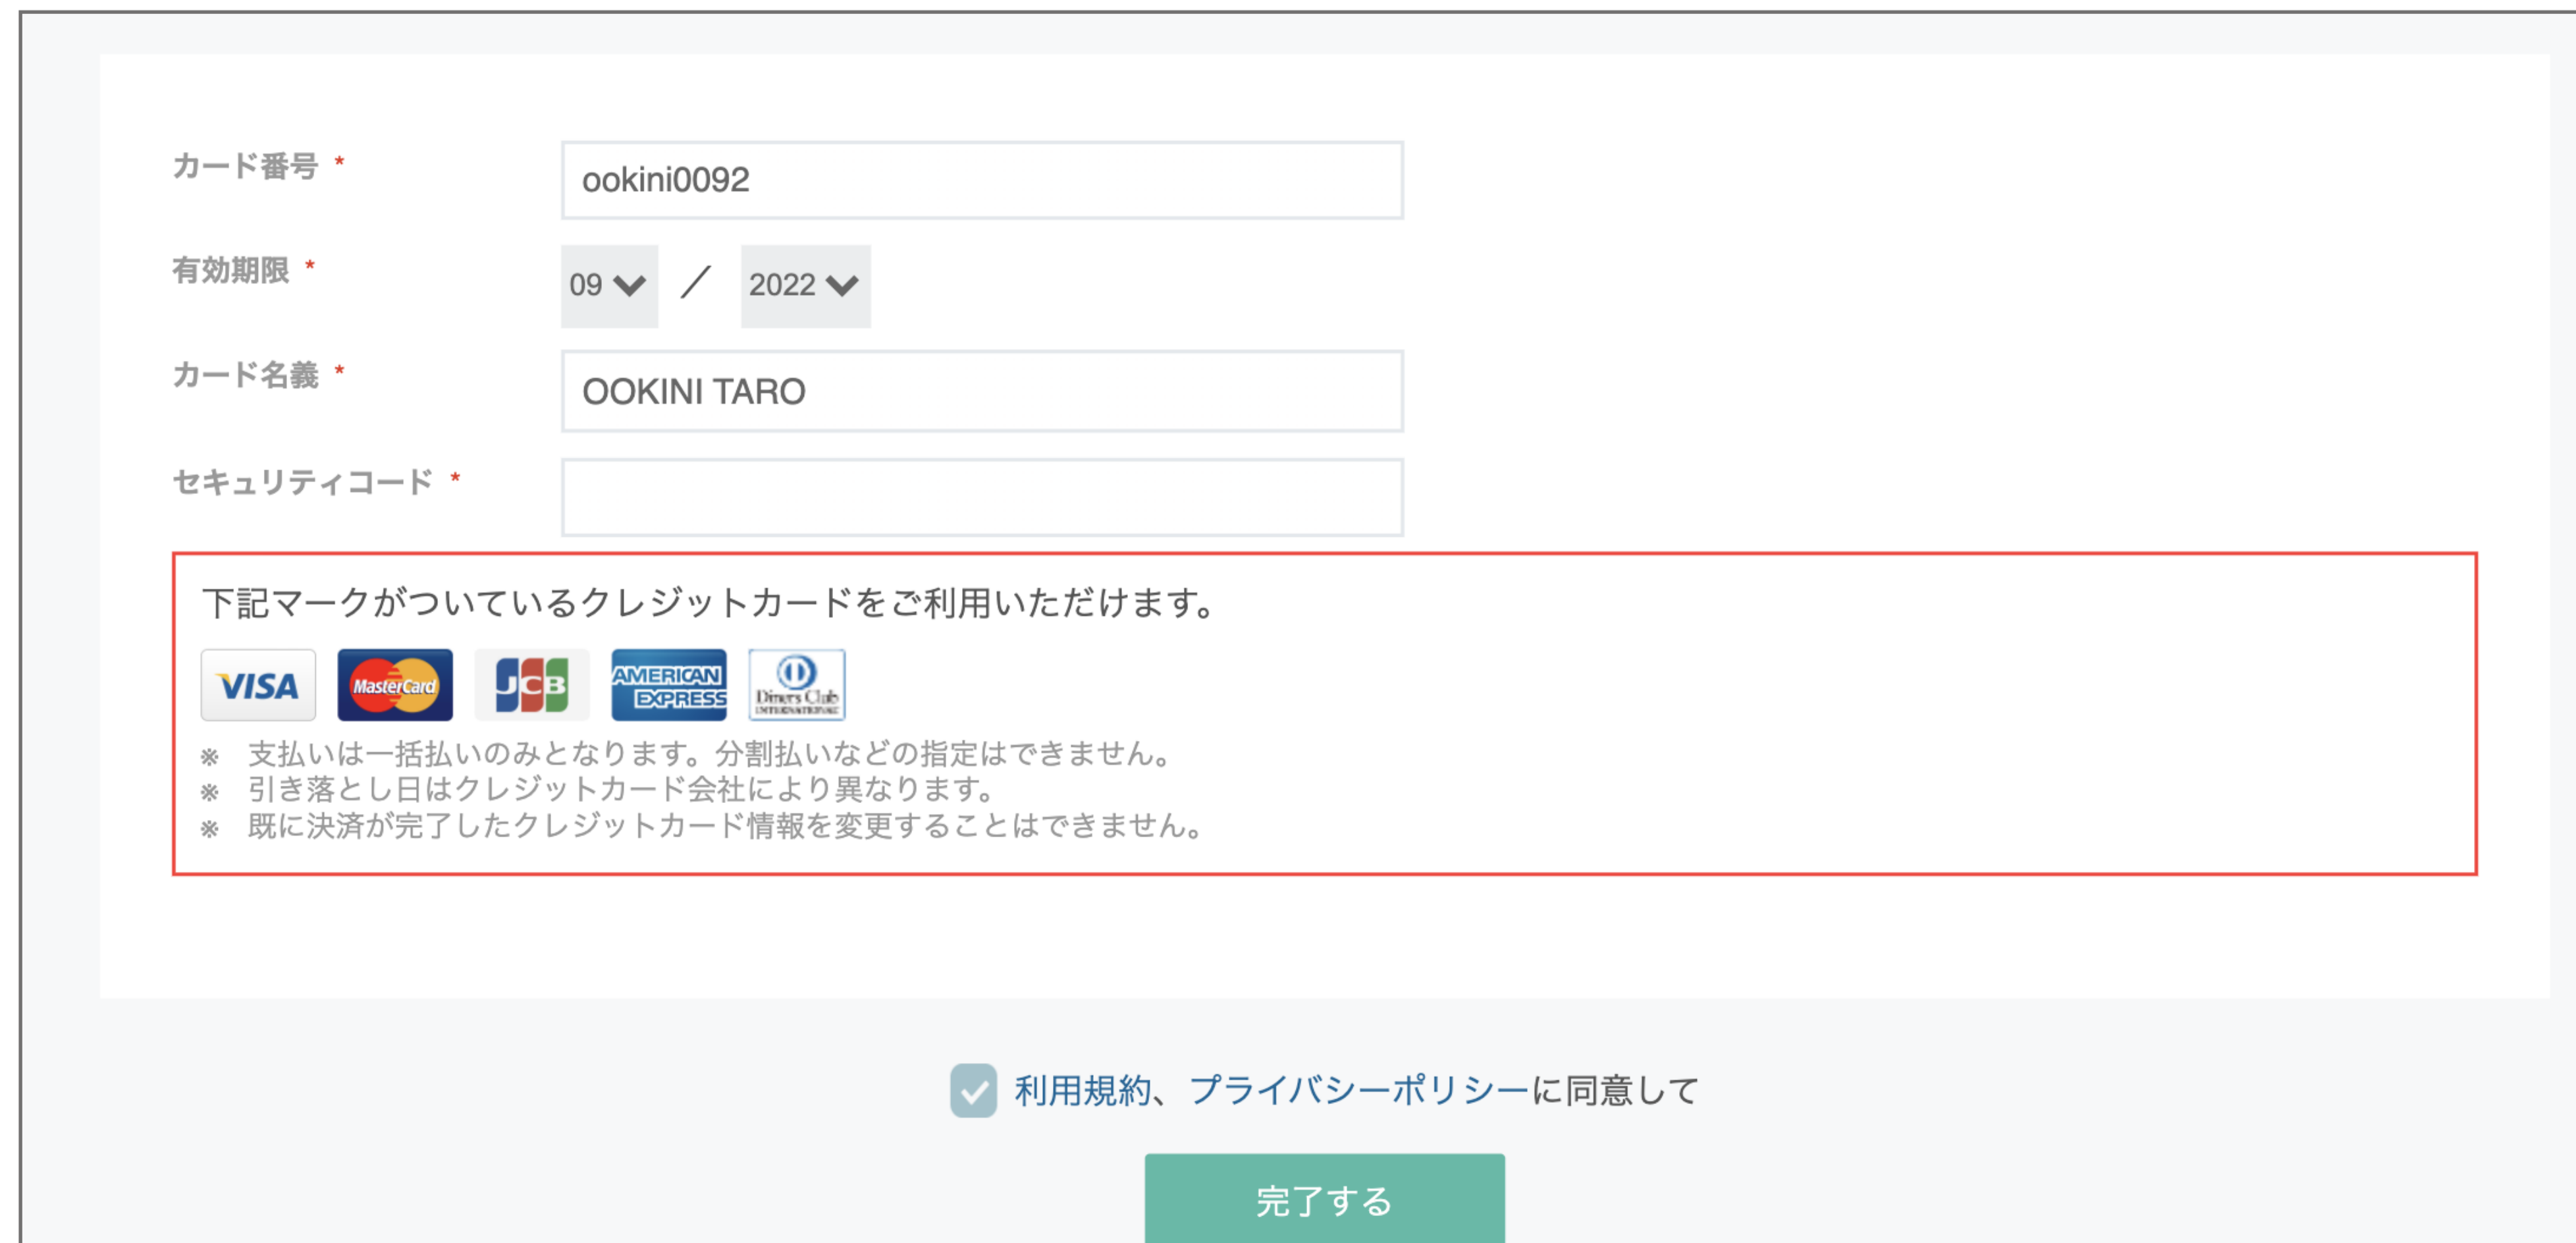 カード番号 *
ookini0092
有効期限 *
09 / 2022
カード名義 *
OOKINI TARO
セキュリティコード *
下記マークがついているクレジットカードをご利用いただけます。
VISA MasterCard JCB AMERICAN EXPRESS Diners Club INTERNATIONAL
※ 支払いは一括払いのみとなります。分割払いなどの指定はできません。
※ 引き落とし日はクレジットカード会社により異なります。
※ 既に決済が完了したクレジットカード情報を変更することはできません。
利用規約、プライバシーポリシーに同意して
完了する